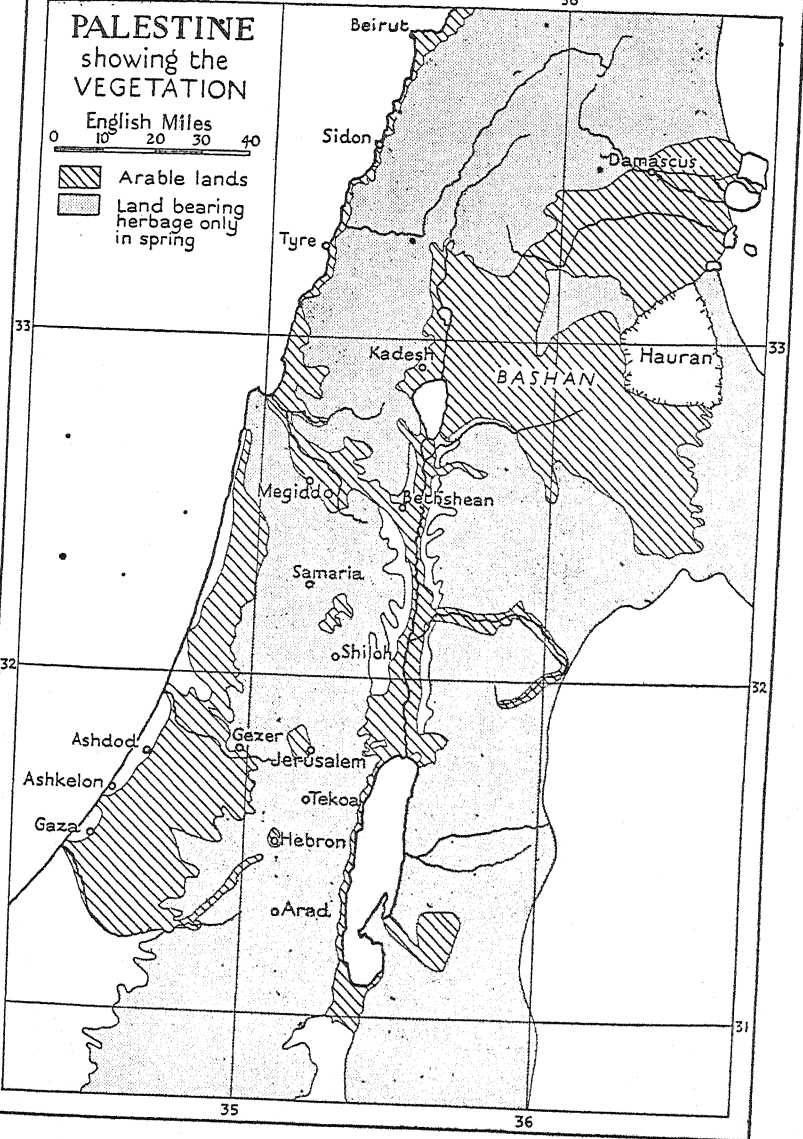 PALESTINE
showing the
VEGETATION
English Miles
0 10 20 30 40
Arable lands
Land bearing
herbage only
in spring
36
Beirut
Sidon
Damascus
Tyre
33
33
Kadesh
Hauran
BASHAN
Megiddo
Bethshean
Samaria
Shiloh
32
32
Ashdod
Gezer
Jerusalem
Ashkelon
Tekoa
Gaza
Hebron
Arad
31
35
36